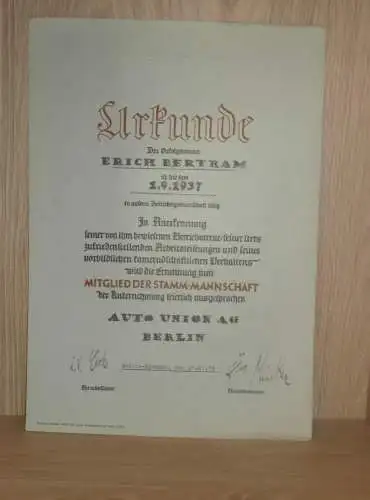 Urkunde
Der Gefolgsmann
ERICH BERTRAM
ist seit dem
1.9.1937
in unserer Betriebsgemeinschaft tätig
In Anerkennung
seiner von ihm bewiesenen Betriebstreue seiner stets
zufriedenstellenden Arbeitsleistungen und seines
vorbildlichen kameradschaftlichen Verhaltens
wird die Ernennung zum
MITGLIED DER STAMM-MANNSCHAFT
der Unternehmung hierdurch ausgesprochen
AUTO UNION AG
BERLIN